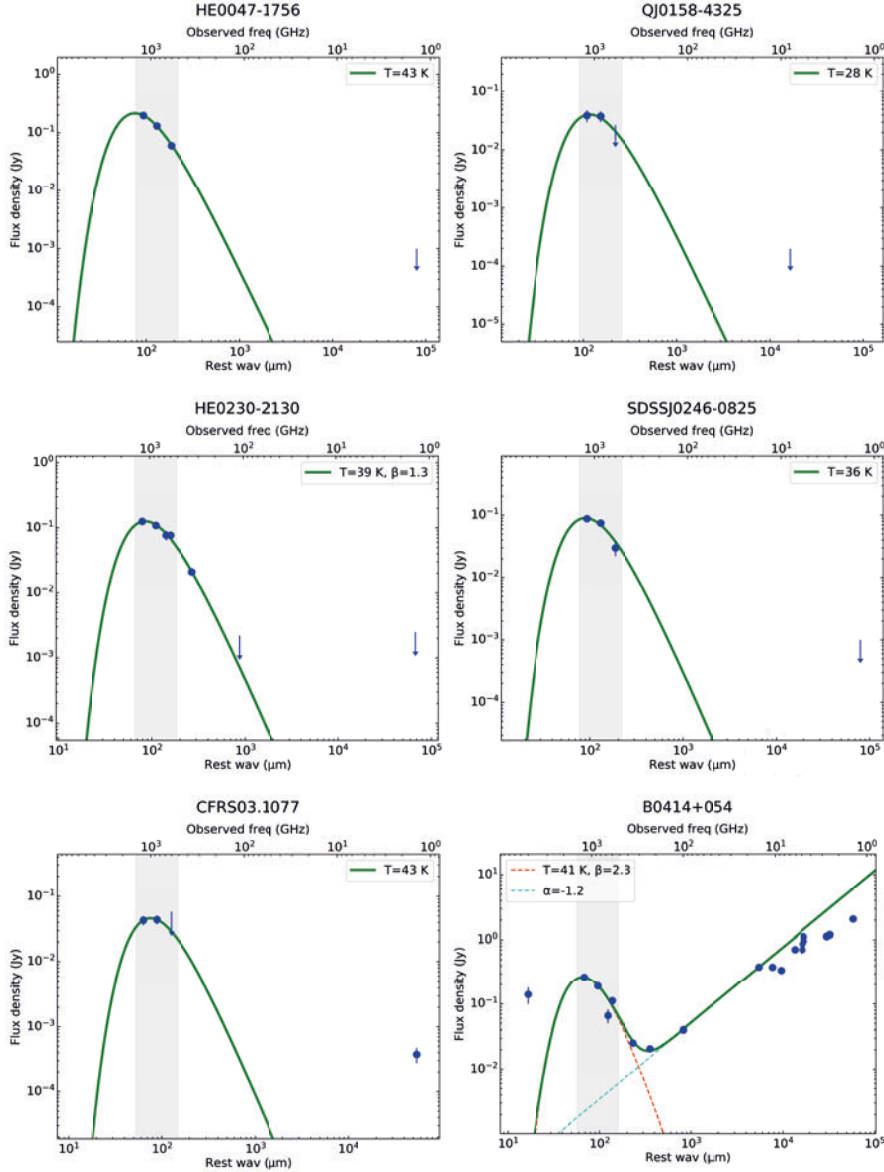 HE0047-1756
Observed freq (GHz)
10³ 10² 10¹ 10⁰
T=43 K
Flux density (Jy)
10⁰
10⁻¹
10⁻²
10⁻³
10⁻⁴
10² 10³ 10⁴ 10⁵
Rest wav (μm)
QJ0158-4325
Observed freq (GHz)
10³ 10² 10¹ 10⁰
T=28 K
Flux density (Jy)
10⁻¹
10⁻²
10⁻³
10⁻⁴
10⁻⁵
10² 10³ 10⁴ 10⁵
Rest wav (μm)
HE0230-2130
Observed frec (GHz)
10³ 10² 10¹ 10⁰
T=39 K, β=1.3
Flux density (Jy)
10⁰
10⁻¹
10⁻²
10⁻³
10⁻⁴
10¹ 10² 10³ 10⁴ 10⁵
Rest wav (μm)
SDSSJ0246-0825
Observed freq (GHz)
10³ 10² 10¹ 10⁰
T=36 K
Flux density (Jy)
10⁻¹
10⁻²
10⁻³
10⁻⁴
10² 10³ 10⁴ 10⁵
Rest wav (μm)
CFRS03.1077
Observed freq (GHz)
10³ 10² 10¹ 10⁰
T=43 K
Flux density (Jy)
10⁻¹
10⁻²
10⁻³
10⁻⁴
10¹ 10² 10³ 10⁴
Rest wav (μm)
B0414+054
Observed freq (GHz)
10³ 10² 10¹ 10⁰
T=41 K, β=2.3
α=-1.2
Flux density (Jy)
10¹
10⁰
10⁻¹
10⁻²
10¹ 10² 10³ 10⁴ 10⁵
Rest wav (μm)